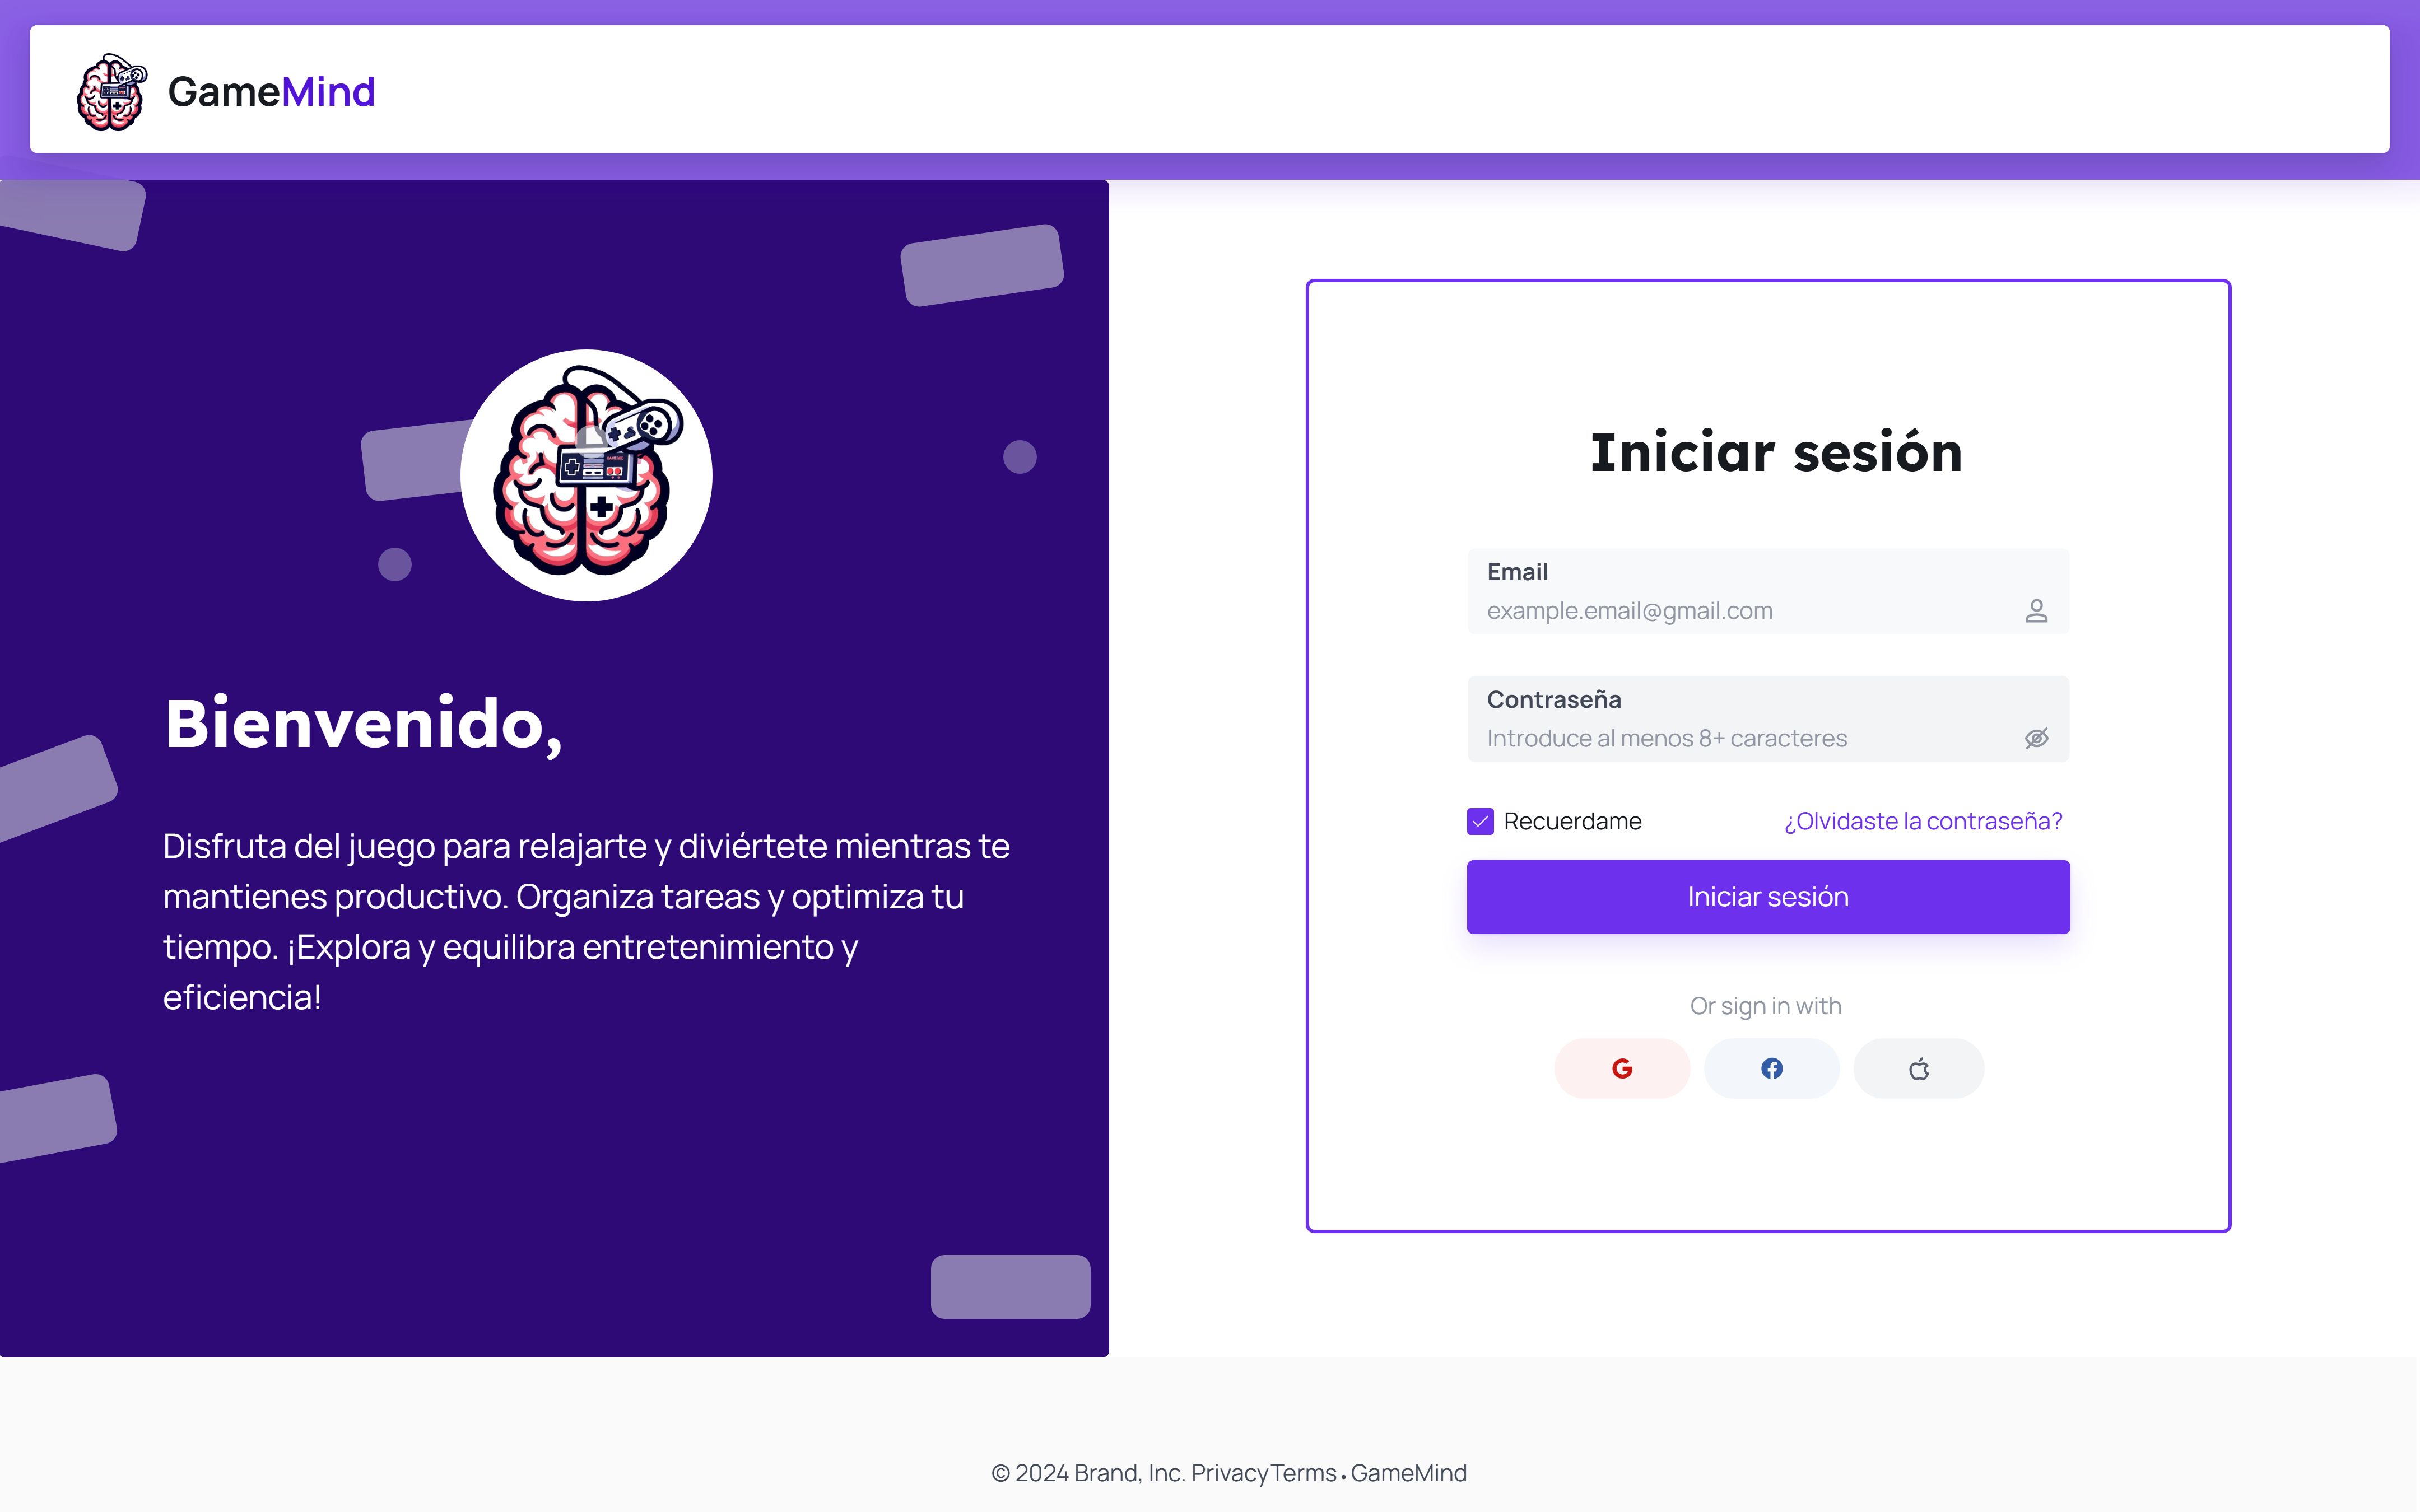 GameMind
Bienvenido,
Disfruta del juego para relajarte y diviértete mientras te
mantienes productivo. Organiza tareas y optimiza tu
tiempo. ¡Explora y equilibra entretenimiento y
eficiencia!
Iniciar sesión
Email
example.email@gmail.com
Contraseña
Introduce al menos 8+ caracteres
Recuerdame
¿Olvidaste la contraseña?
Iniciar sesión
Or sign in with
© 2024 Brand, Inc. PrivacyTerms • GameMind